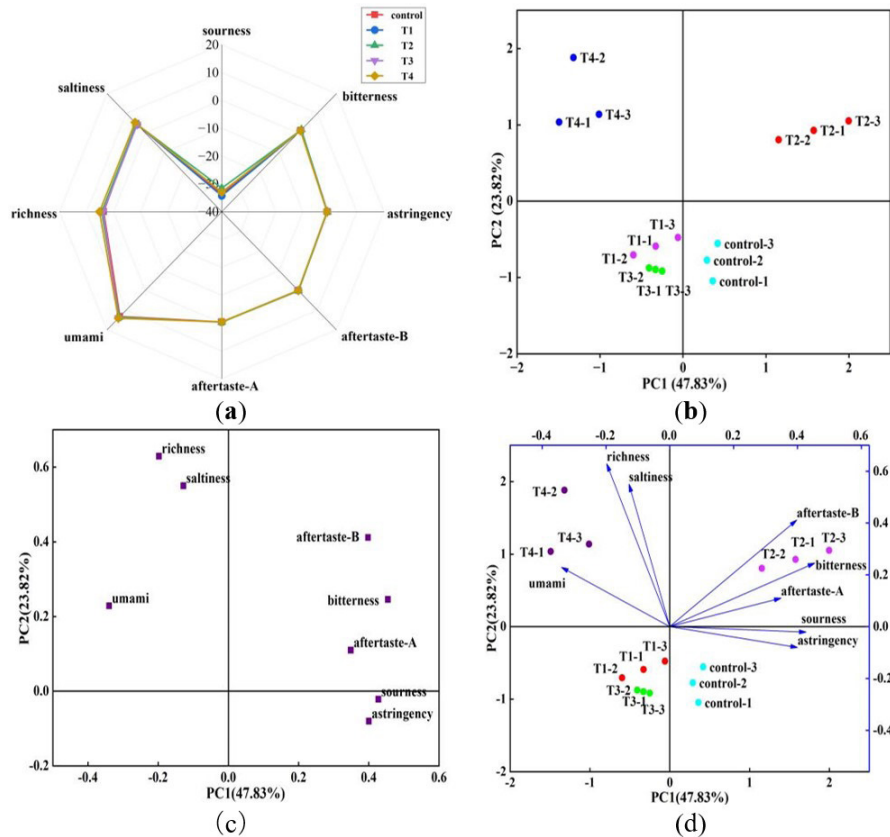 control
T1
T2
T3
T4
sourness
20
10
0
-10
-20
-30
-40
bitterness
astringency
aftertaste-B
aftertaste-A
umami
richness
saltiness
(a)
PC2 (23.82%)
2
1
0
−1
−2
T4-2
T4-1
T4-3
T2-2
T2-1
T2-3
T1-3
T1-1
T1-2
T3-2
T3-1
T3-3
control-3
control-2
control-1
−2
−1
0
1
2
PC1 (47.83%)
(b)
PC2(23.82%)
0.6
0.4
0.2
0.0
-0.2
richness
saltiness
aftertaste-B
umami
bitterness
aftertaste-A
sourness
astringency
-0.4
-0.2
0.0
0.2
0.4
0.6
PC1(47.83%)
(c)
-0.4
-0.2
0.0
0.2
0.4
0.6
PC2(23.82%)
2
1
0
-1
-2
richness
saltiness
T4-2
T4-1
T4-3
umami
aftertaste-B
T2-2
T2-1
T2-3
bitterness
aftertaste-A
sourness
astringency
T1-3
T1-1
T1-2
T3-2
T3-1
T3-3
control-3
control-2
control-1
0.6
0.4
0.2
0.0
-0.2
-0.4
-2
-1
0
1
2
PC1(47.83%)
(d)